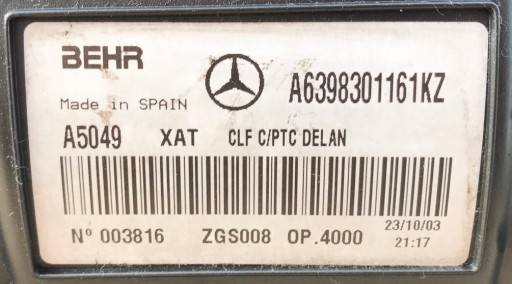 BEHR A6398301161KZ
Made in SPAIN
A5049 XAT CLF C/PTC DELAN
Nº 003816 ZGS008 OP.4000 23/10/03
21:17